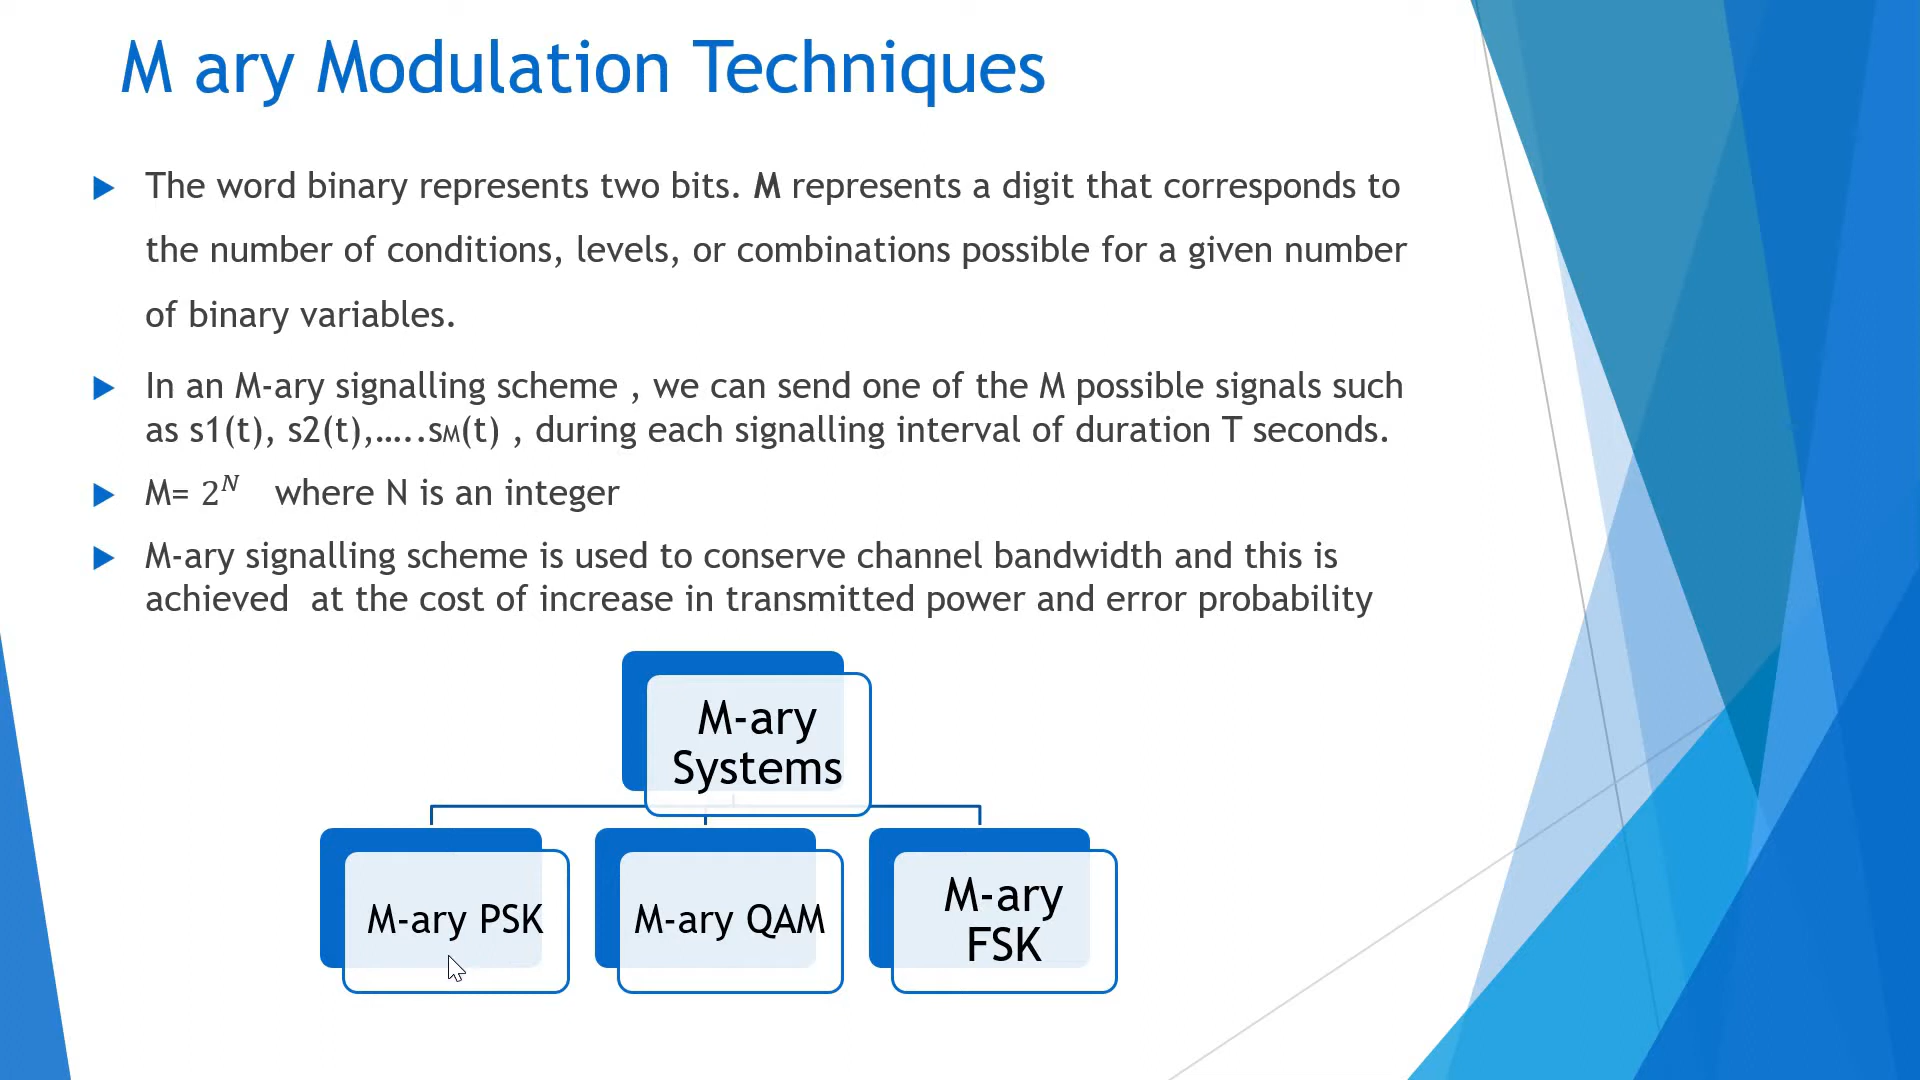 M ary Modulation Techniques
The word binary represents two bits. M represents a digit that corresponds to
the number of conditions, levels, or combinations possible for a given number
of binary variables.
In an M-ary signalling scheme , we can send one of the M possible signals such
as s1(t), s2(t),…..sM(t) , during each signalling interval of duration T seconds.
M= 2^N where N is an integer
M-ary signalling scheme is used to conserve channel bandwidth and this is
achieved at the cost of increase in transmitted power and error probability
M-ary
Systems
M-ary PSK
M-ary QAM
M-ary
FSK